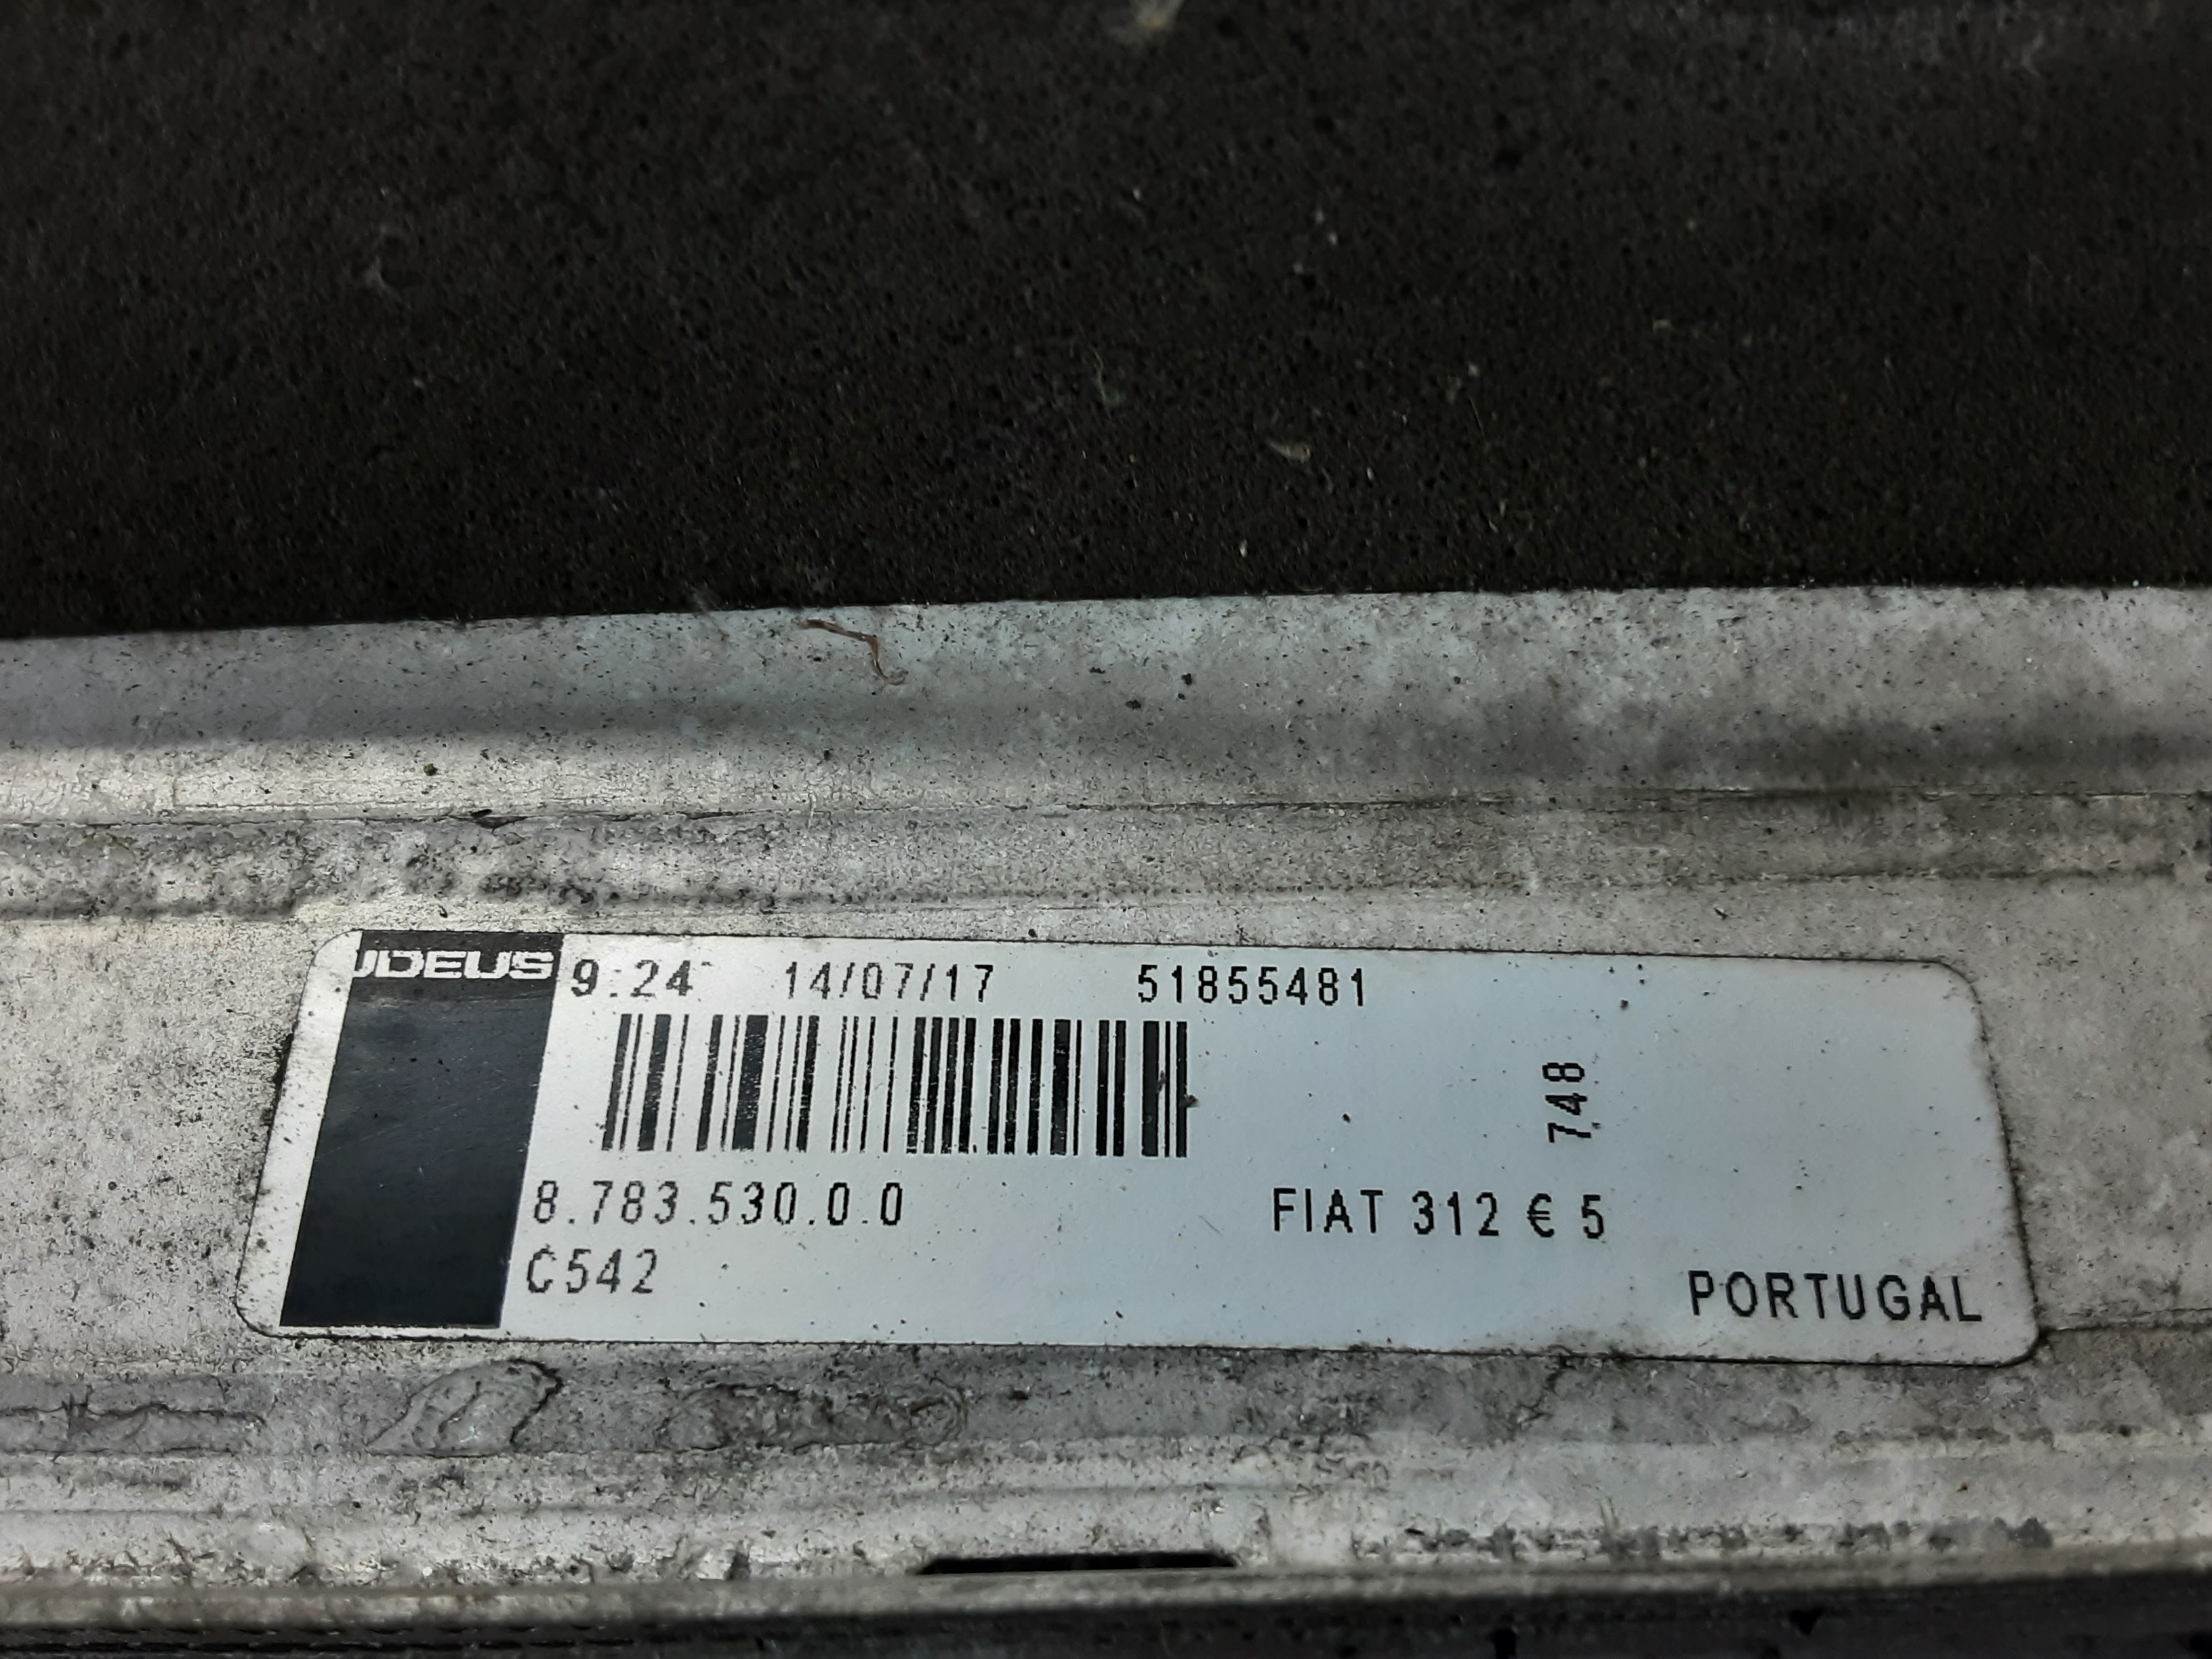 UDEUS 9:24 14/07/17 51855481
748
8.783.530.0.0 FIAT 312 € 5
C542
PORTUGAL